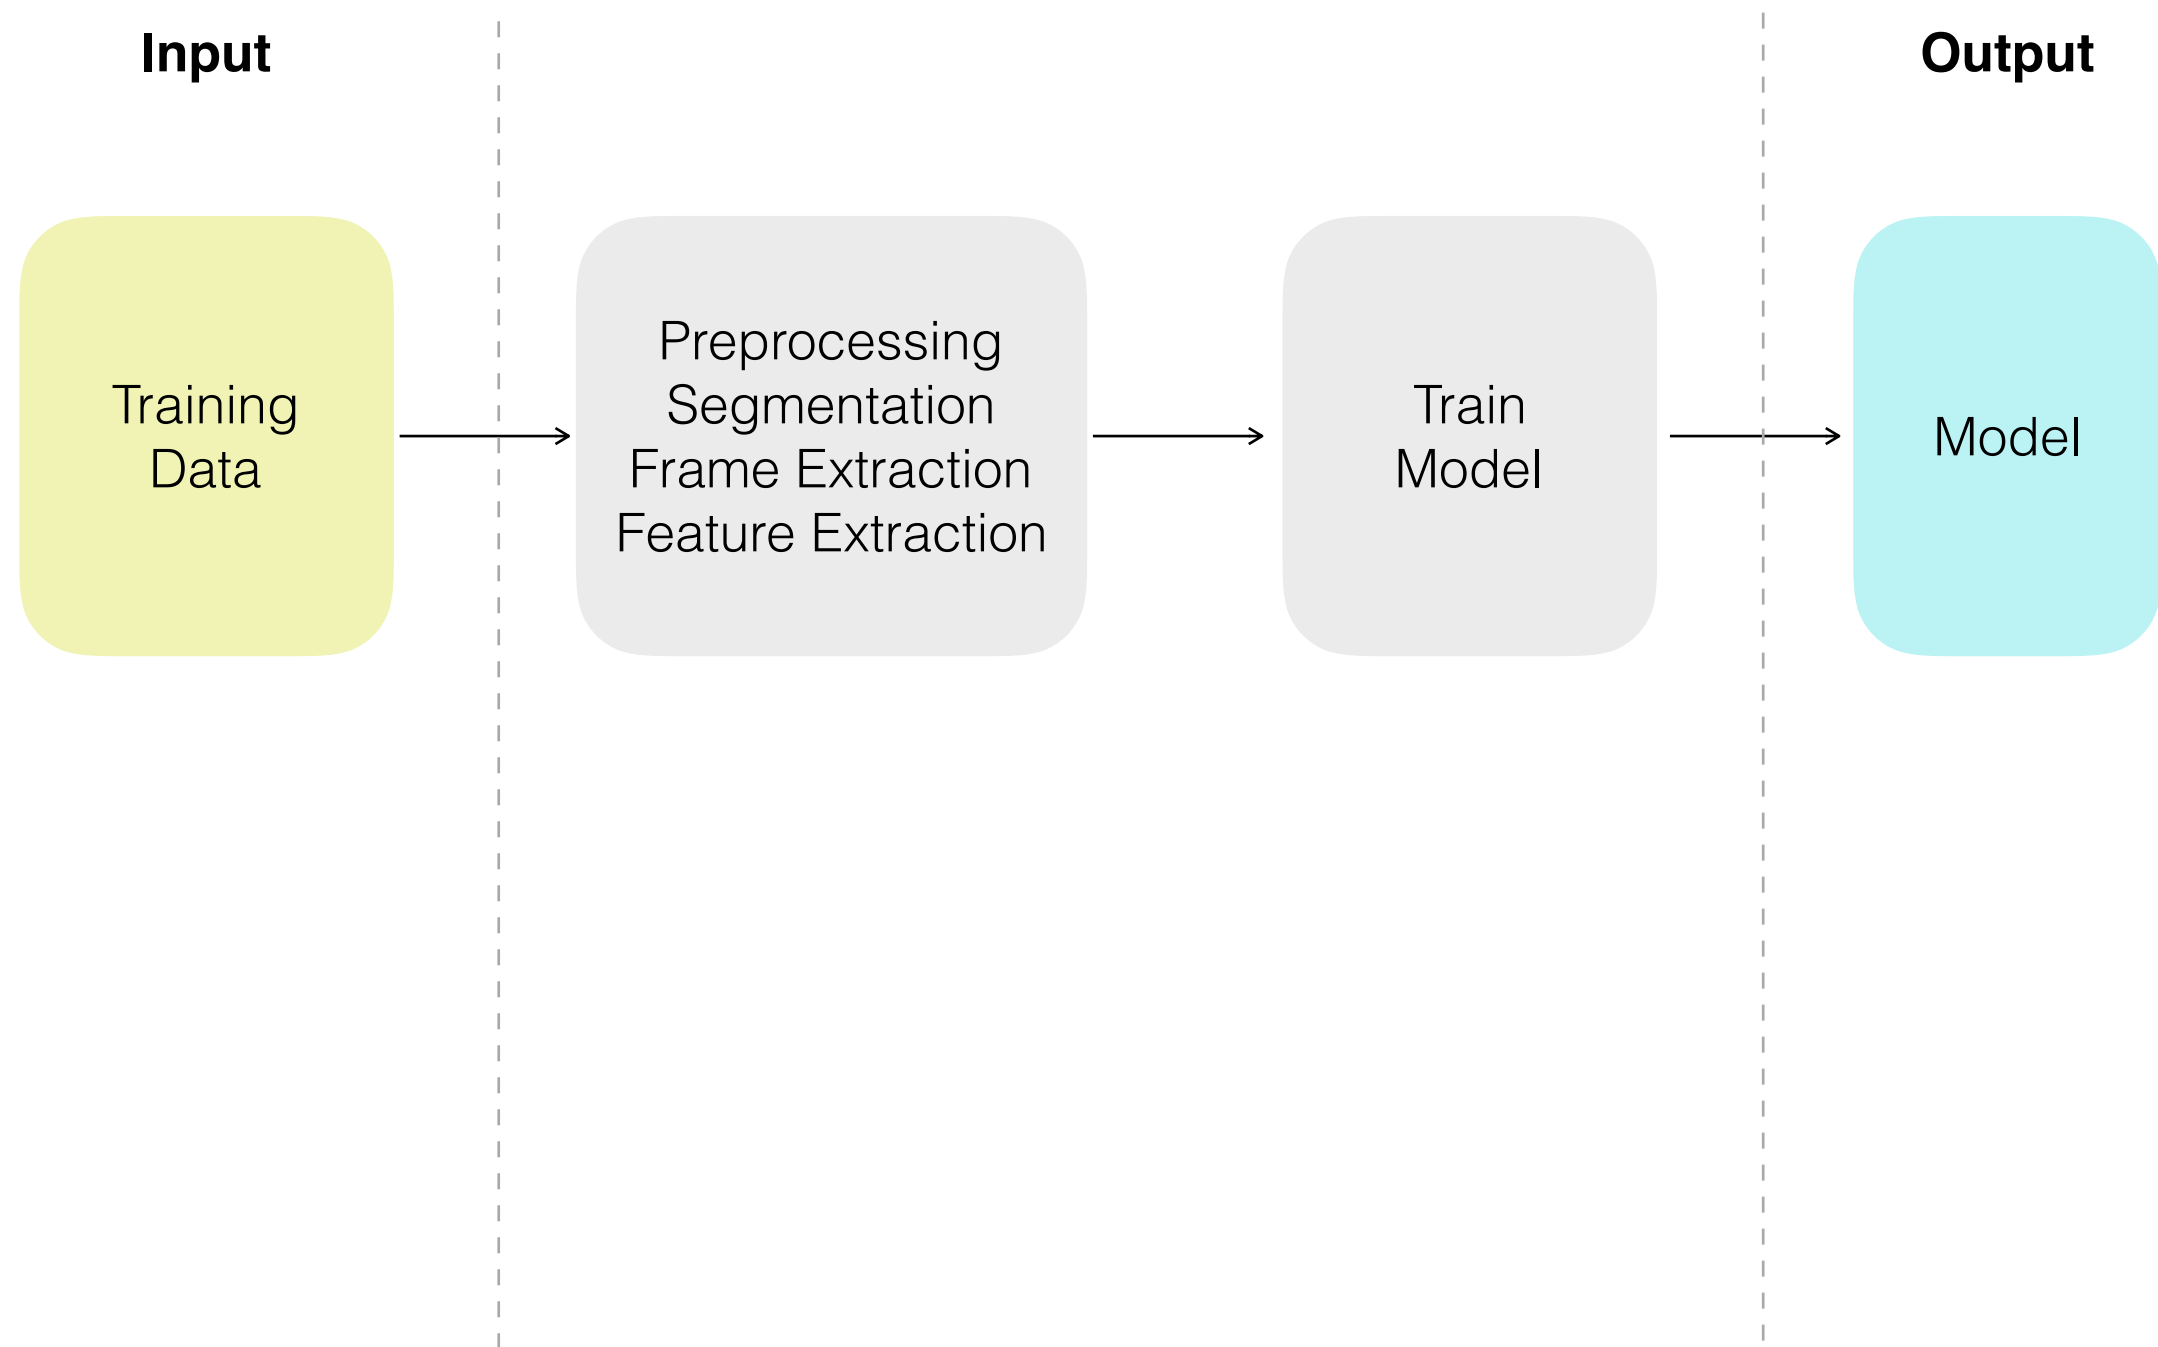 Input
Output
Training
Data
Preprocessing
Segmentation
Frame Extraction
Feature Extraction
Train
Model
Model